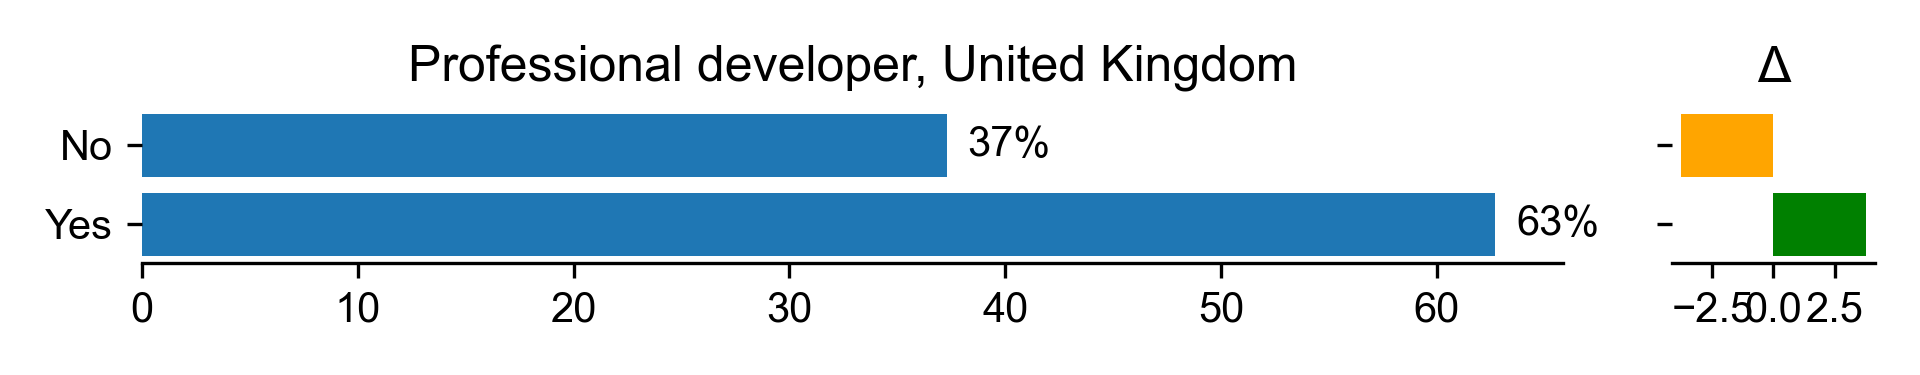 Professional developer, United Kingdom
Δ
No
37%
Yes
63%
0 10 20 30 40 50 60
−2.5 0.0 2.5